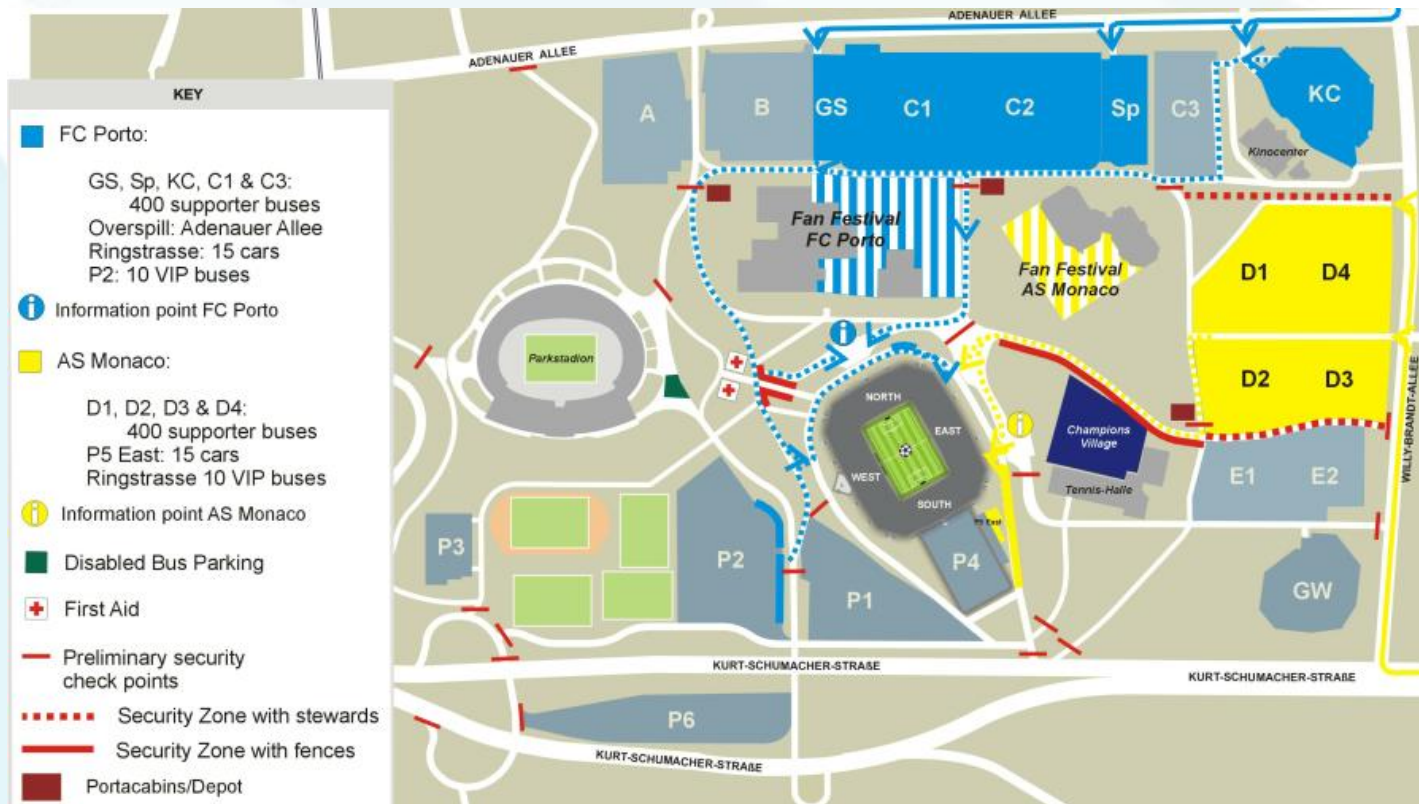 KEY
FC Porto:
GS, Sp, KC, C1 & C3:
400 supporter buses
Overspill: Adenauer Allee
Ringstrasse: 15 cars
P2: 10 VIP buses
Information point FC Porto
AS Monaco:
D1, D2, D3 & D4:
400 supporter buses
P5 East: 15 cars
Ringstrasse 10 VIP buses
Information point AS Monaco
Disabled Bus Parking
First Aid
Preliminary security
check points
Security Zone with stewards
Security Zone with fences
Portacabins/Depot
ADENAUER ALLEE
ADENAUER ALLEE
A
B
GS
C1
C2
Sp
C3
KC
Kinocenter
Fan Festival
FC Porto
Fan Festival
AS Monaco
D1
D4
D2
D3
WILLY-BRANDT-ALLEE
Parkstadion
NORTH
EAST
WEST
SOUTH
Champions
Village
Tennis-Halle
E1
E2
P5 East
P3
P2
P1
P4
GW
KURT-SCHUMACHER-STRAßE
KURT-SCHUMACHER-STRAßE
P6
KURT-SCHUMACHER-STRAßE